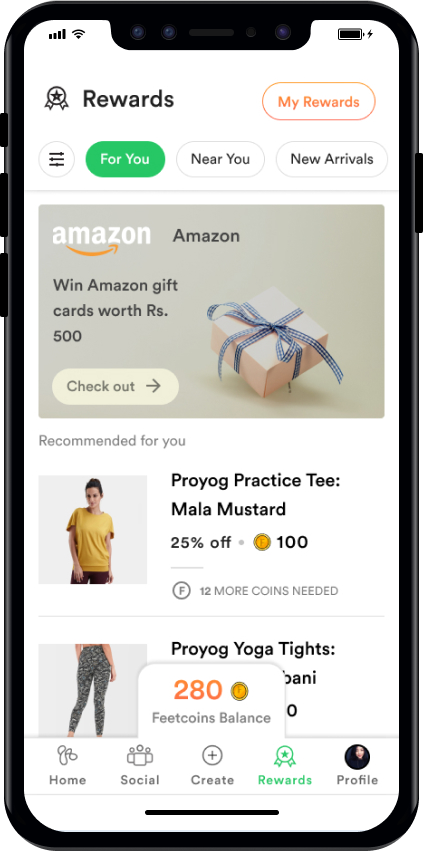 Rewards
My Rewards
For You
Near You
New Arrivals
amazon
Amazon
Win Amazon gift
cards worth Rs.
500
Check out
Recommended for you
Proyog Practice Tee:
Mala Mustard
25% off • 100
F 12 MORE COINS NEEDED
Proyog Yoga Tights:
bani
0
280
Feetcoins Balance
Home
Social
Create
Rewards
Profile